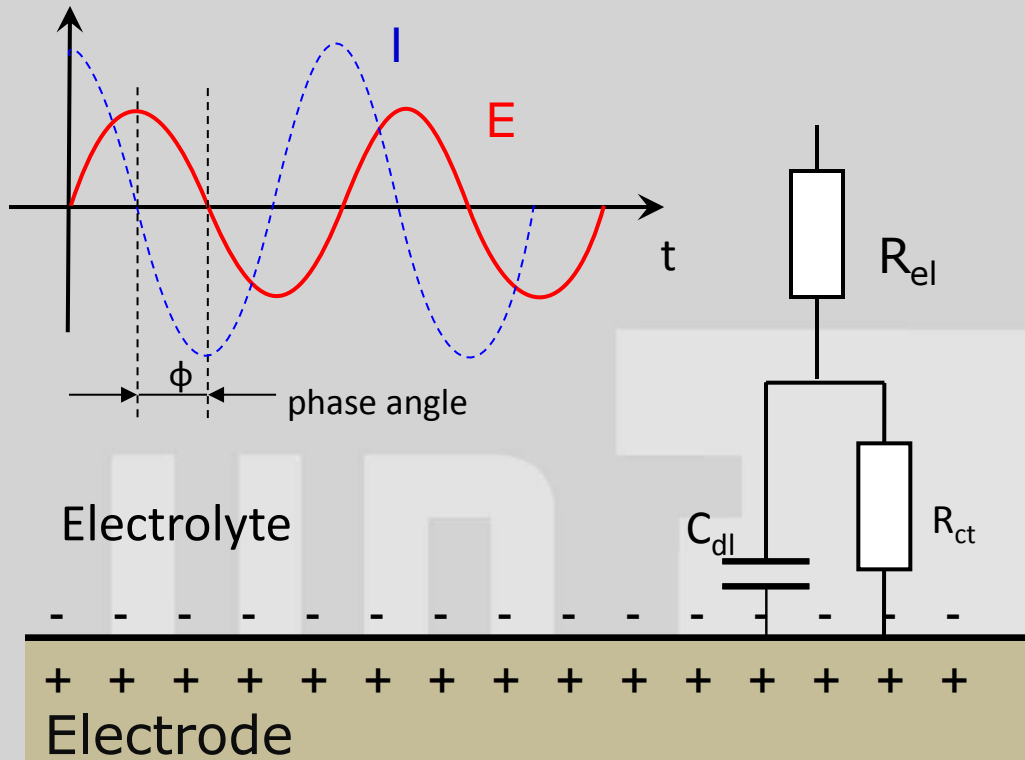 I
E
t
R_el
ϕ
phase angle
Electrolyte
C_dl
R_ct
- - - - - - - - - - - - - - -
+ + + + + + + + + + + + + + +
Electrode